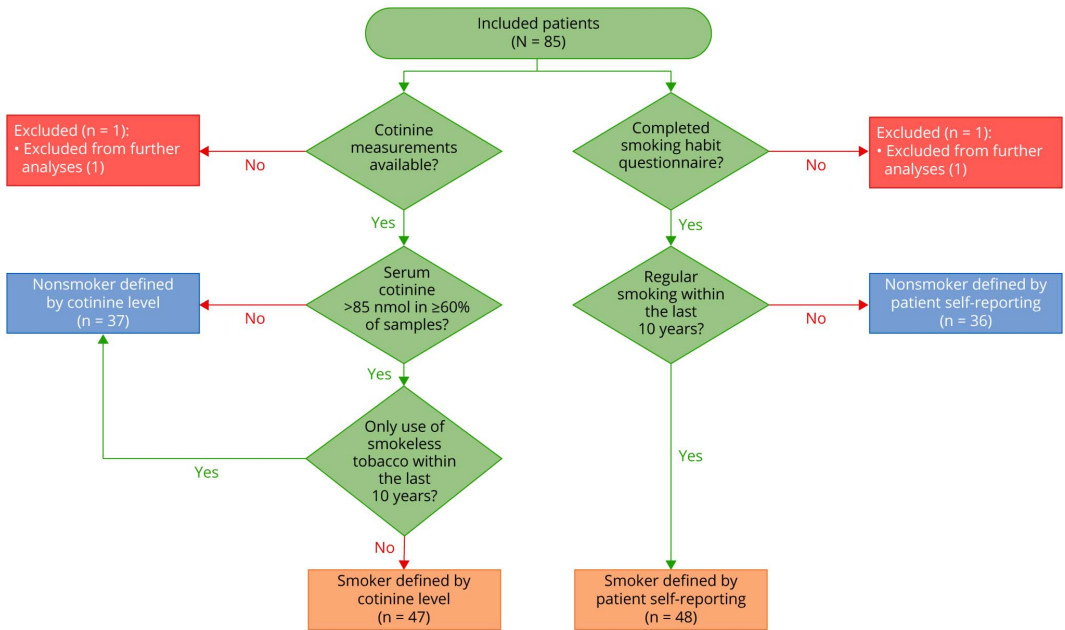 Included patients
(N = 85)
Excluded (n = 1):
• Excluded from further
analyses (1)
No
Cotinine
measurements
available?
Completed
smoking habit
questionnaire?
No
Excluded (n = 1):
• Excluded from further
analyses (1)
Yes
Yes
Nonsmoker defined
by cotinine level
(n = 37)
No
Serum
cotinine
>85 nmol in ≥60%
of samples?
Regular
smoking within
the last
10 years?
No
Nonsmoker defined by
patient self-reporting
(n = 36)
Yes
Only use of
smokeless
tobacco within
the last
10 years?
Yes
Yes
No
Smoker defined by
cotinine level
(n = 47)
Smoker defined by
patient self-reporting
(n = 48)